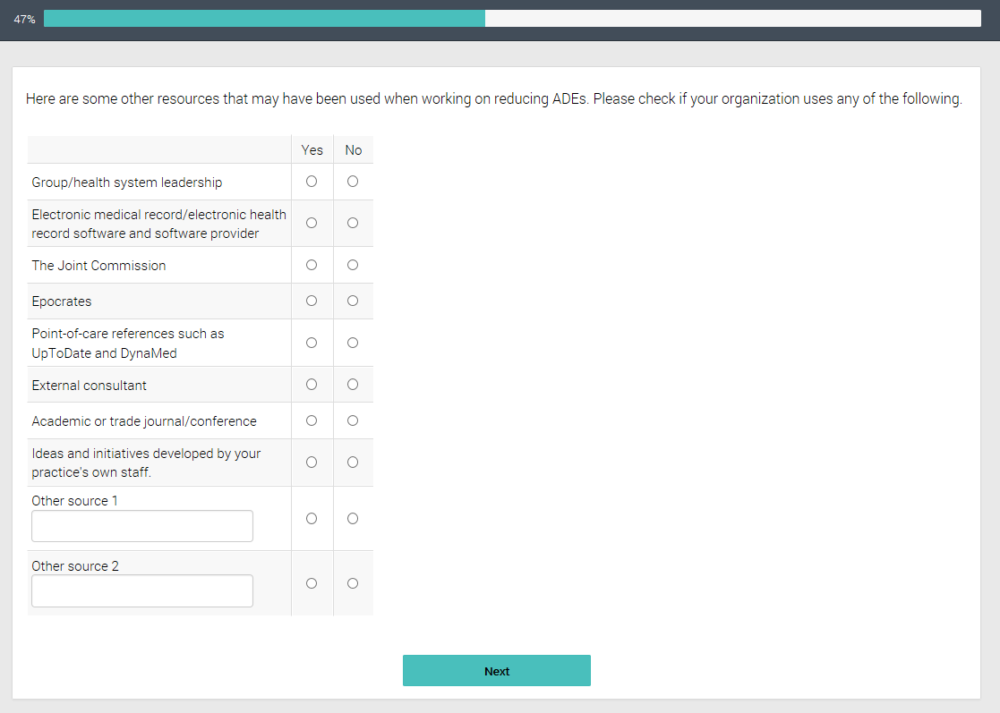 47%
Here are some other resources that may have been used when working on reducing ADEs. Please check if your organization uses any of the following.
Yes No
Group/health system leadership
Electronic medical record/electronic health
record software and software provider
The Joint Commission
Epocrates
Point-of-care references such as
UpToDate and DynaMed
External consultant
Academic or trade journal/conference
Ideas and initiatives developed by your
practice's own staff.
Other source 1
Other source 2
Next